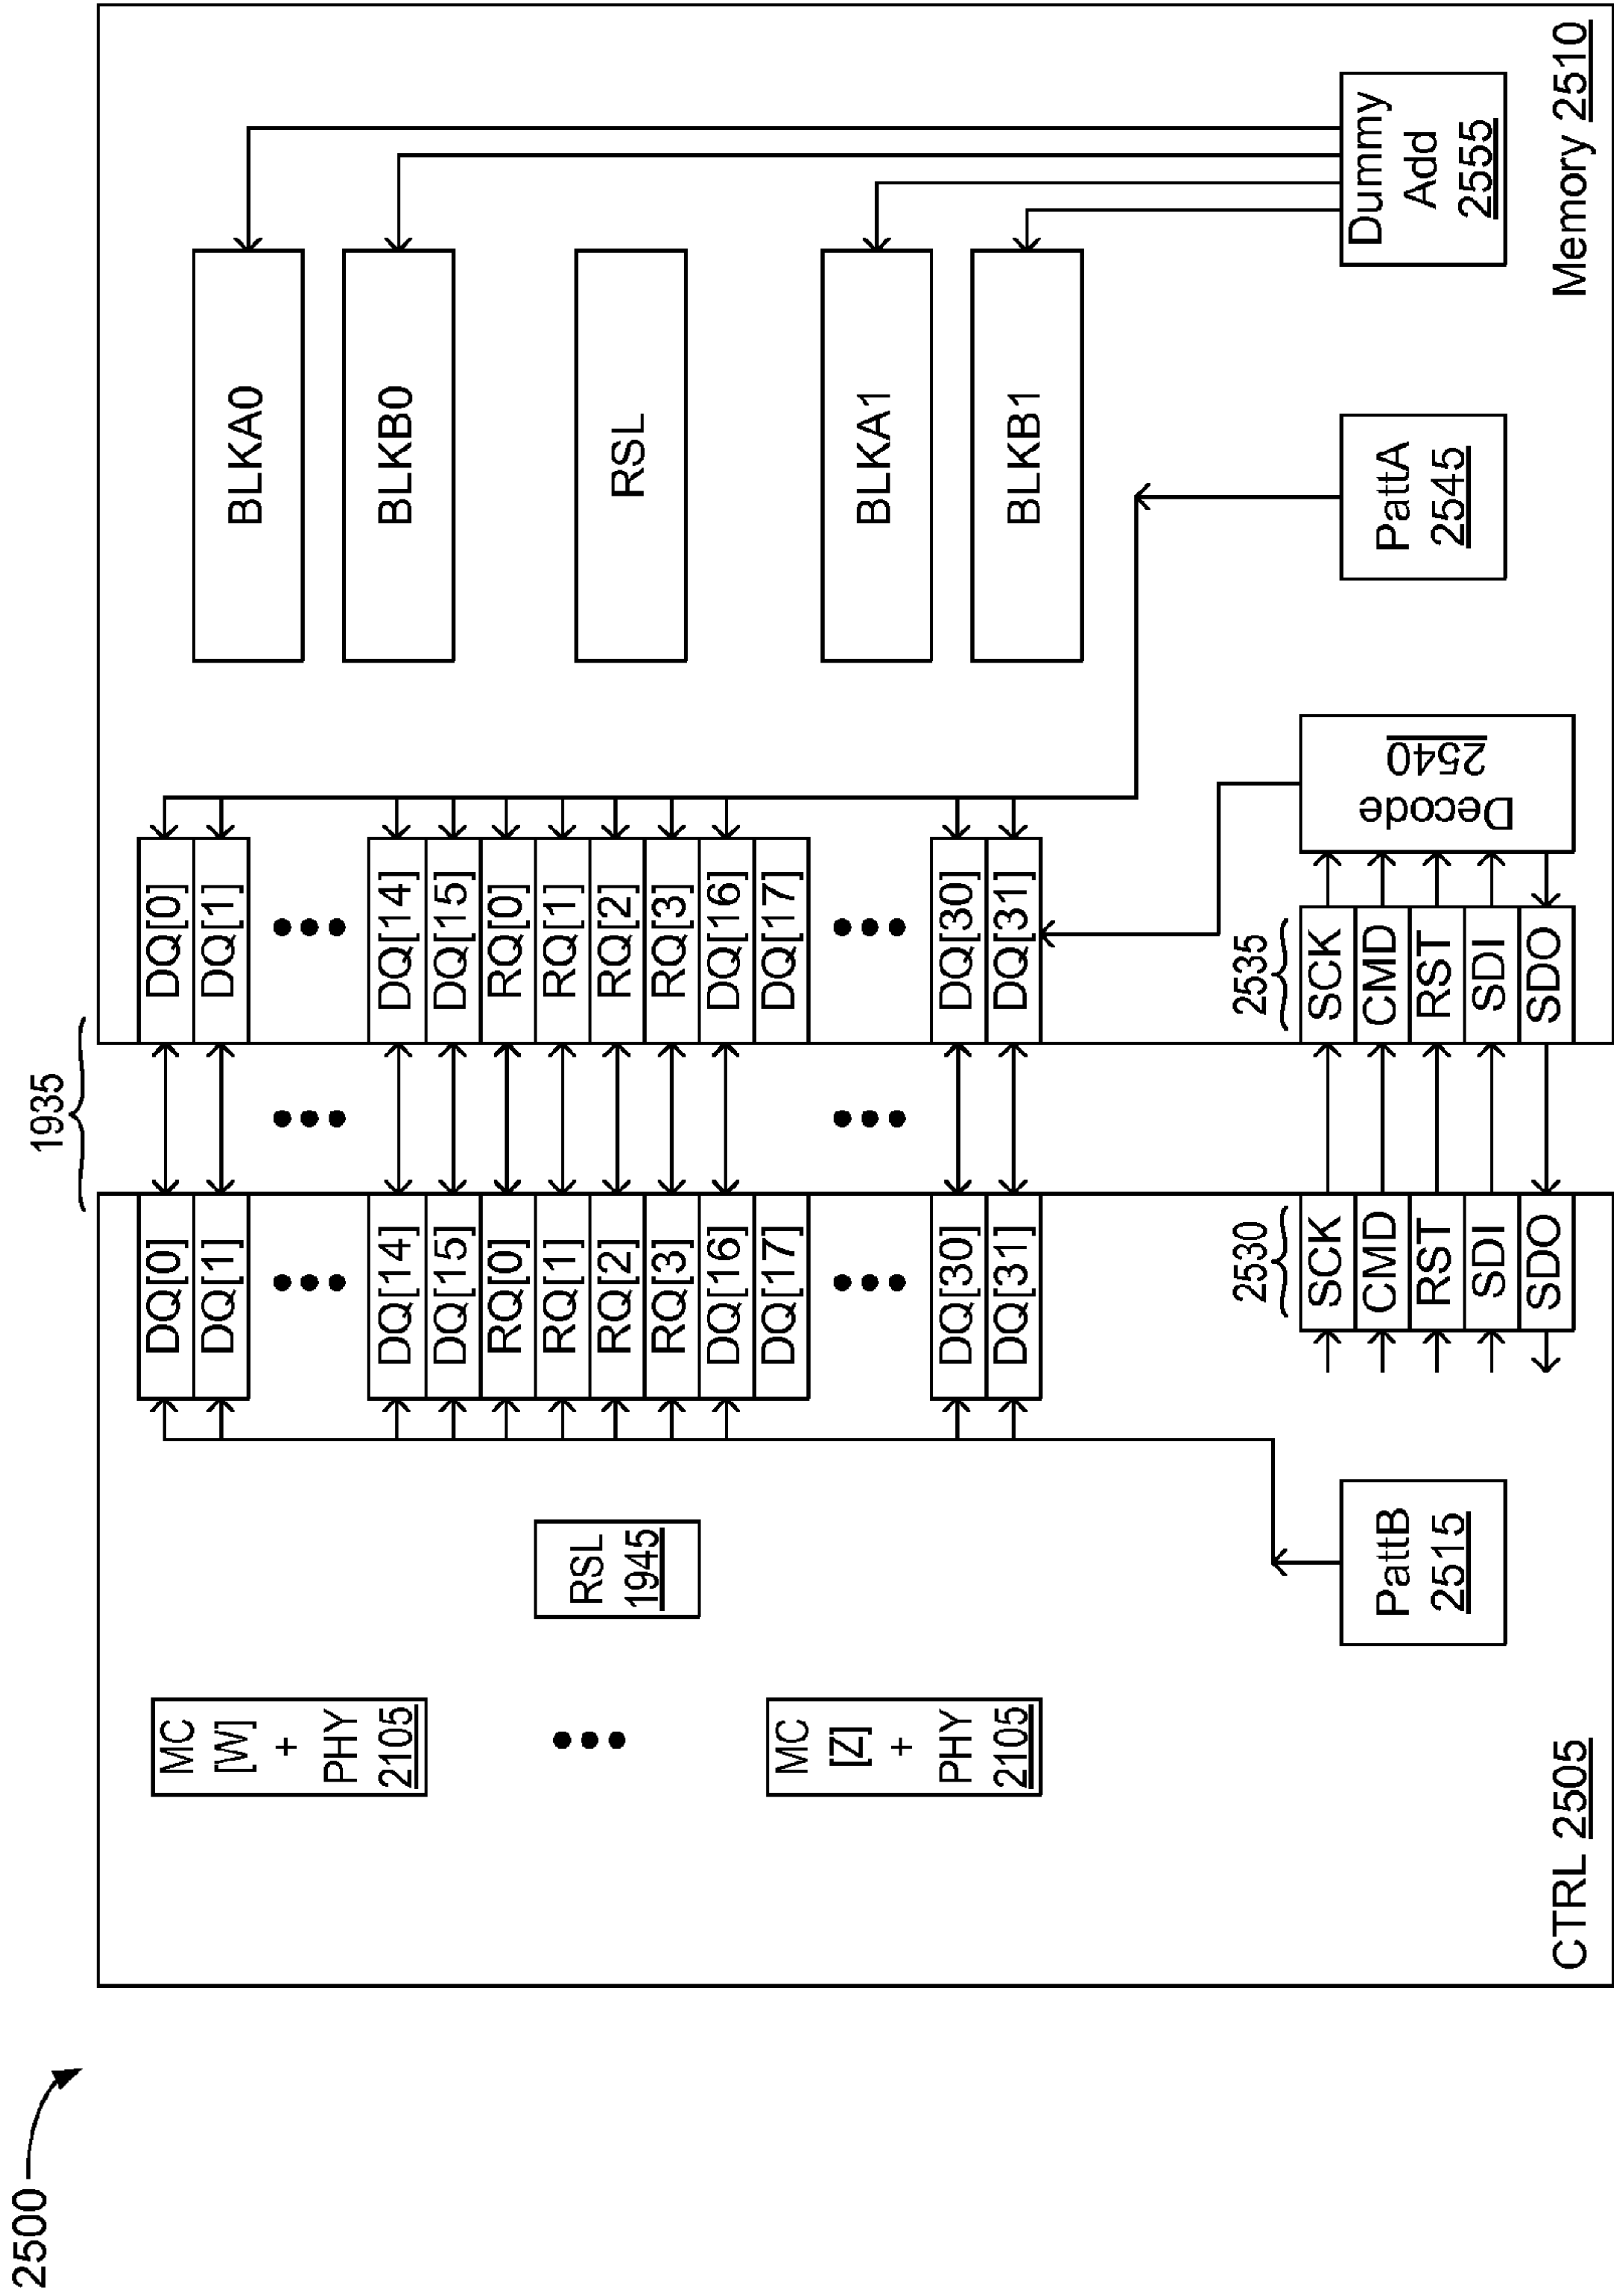 2500
1935
CTRL 2505
MC
[W]
+
PHY
2105
MC
[Z]
+
PHY
2105
RSL
1945
PattB
2515
DQ[0]
DQ[1]
DQ[14]
DQ[15]
RQ[0]
RQ[1]
RQ[2]
RQ[3]
DQ[16]
DQ[17]
DQ[30]
DQ[31]
2530
SCK
CMD
RST
SDI
SDO
DQ[0]
DQ[1]
DQ[14]
DQ[15]
RQ[0]
RQ[1]
RQ[2]
RQ[3]
DQ[16]
DQ[17]
DQ[30]
DQ[31]
2535
SCK
CMD
RST
SDI
SDO
Decode
2540
BLKA0
BLKB0
RSL
BLKA1
BLKB1
PattA
2545
Dummy
Add
2555
Memory 2510